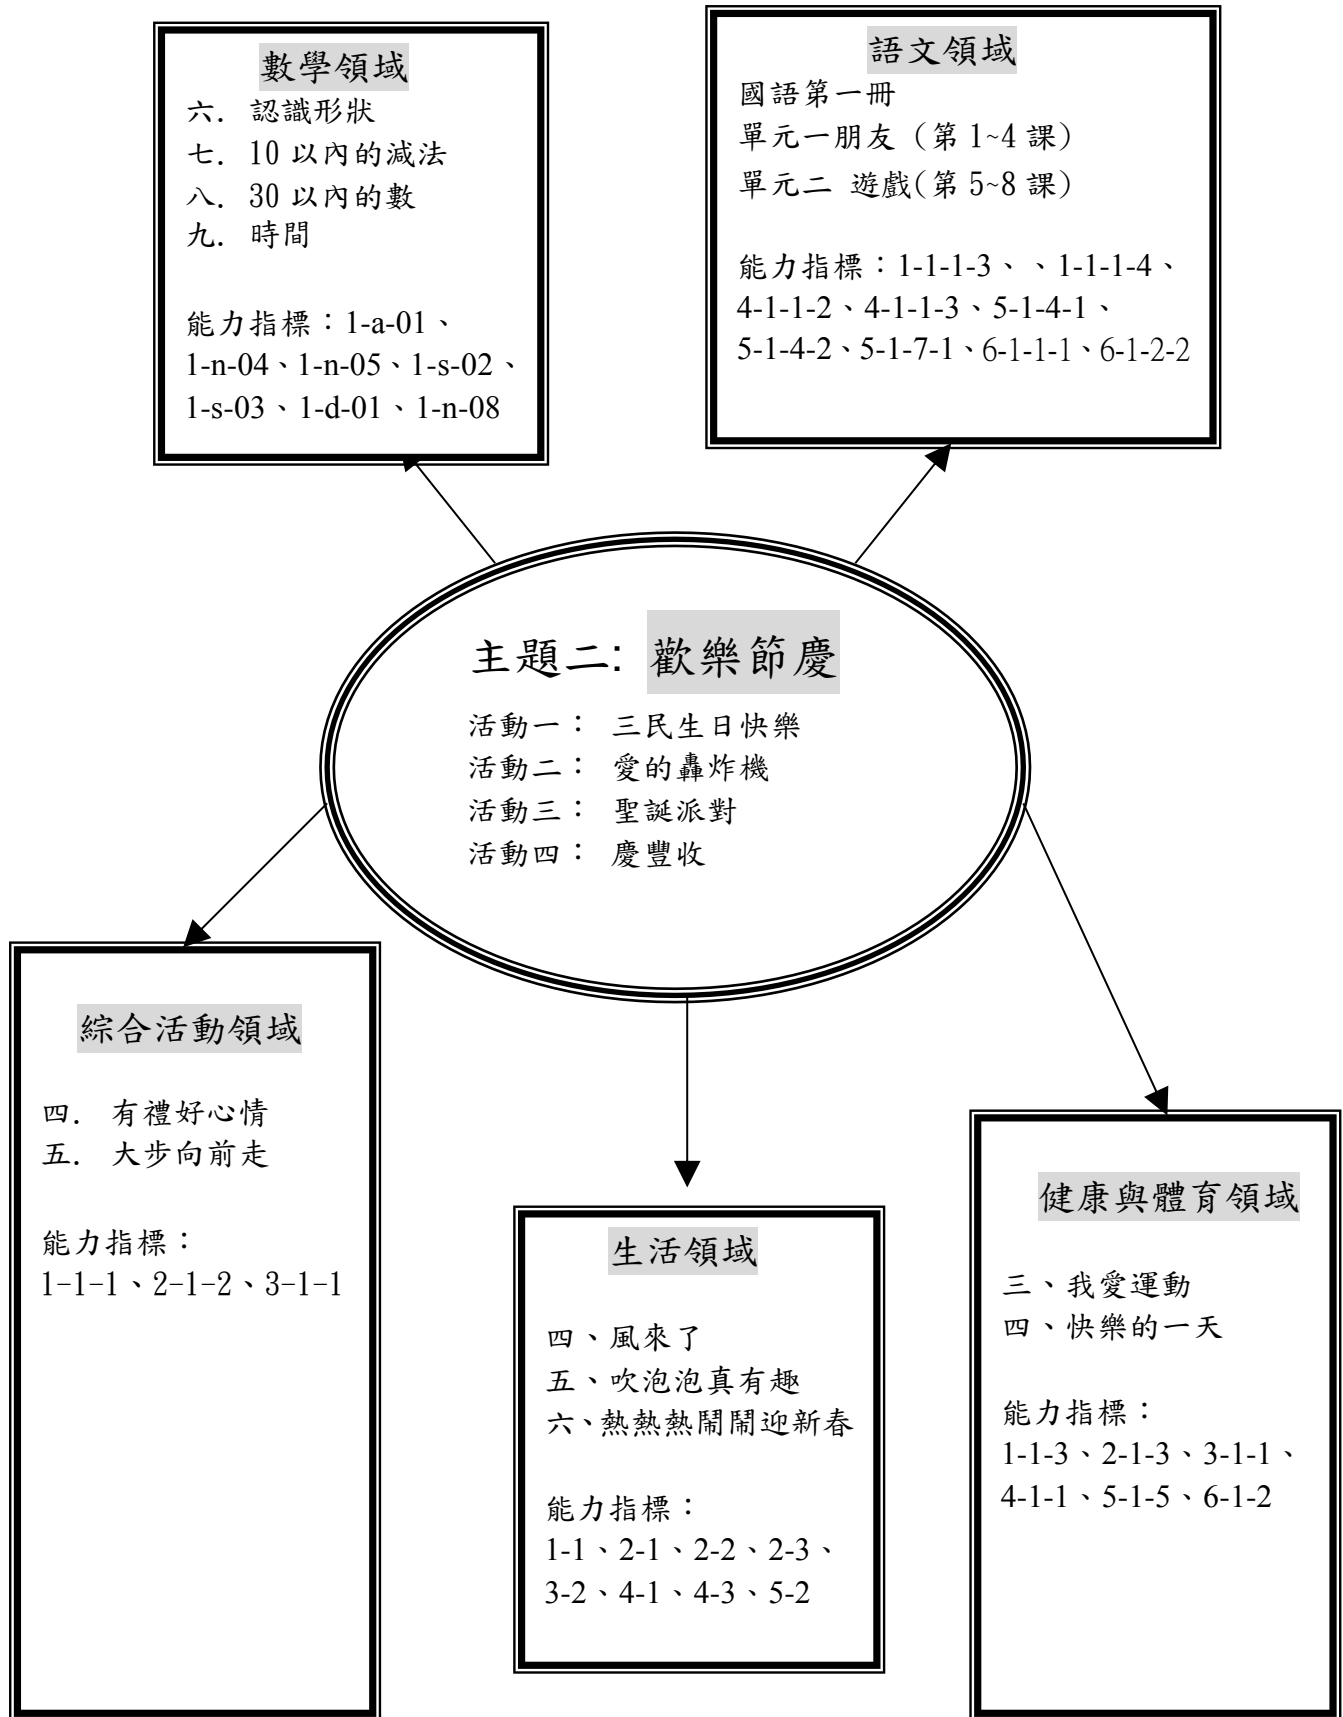 數學領域
六. 認識形狀
七. 10 以內的減法
八. 30 以內的數
九. 時間
能力指標：1-a-01、
1-n-04、1-n-05、1-s-02、
1-s-03、1-d-01、1-n-08
語文領域
國語第一冊
單元一朋友 (第 1~4 課)
單元二 遊戲(第 5~8 課)
能力指標：1-1-1-3、、1-1-1-4、
4-1-1-2、4-1-1-3、5-1-4-1、
5-1-4-2、5-1-7-1、6-1-1-1、6-1-2-2
主題二: 歡樂節慶
活動一： 三民生日快樂
活動二： 愛的轟炸機
活動三： 聖誕派對
活動四： 慶豐收
綜合活動領域
四. 有禮好心情
五. 大步向前走
能力指標：
1-1-1、2-1-2、3-1-1
生活領域
四、風來了
五、吹泡泡真有趣
六、熱熱熱鬧鬧迎新春
能力指標：
1-1、2-1、2-2、2-3、
3-2、4-1、4-3、5-2
健康與體育領域
三、我愛運動
四、快樂的一天
能力指標：
1-1-3、2-1-3、3-1-1、
4-1-1、5-1-5、6-1-2